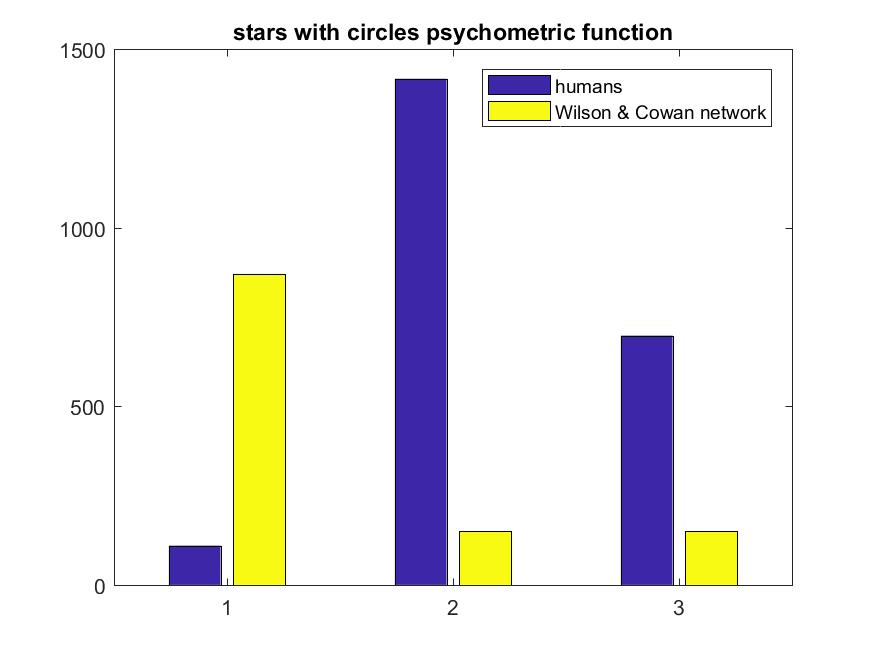 stars with circles psychometric function
1500
1000
500
0
1 2 3
humans
Wilson & Cowan network